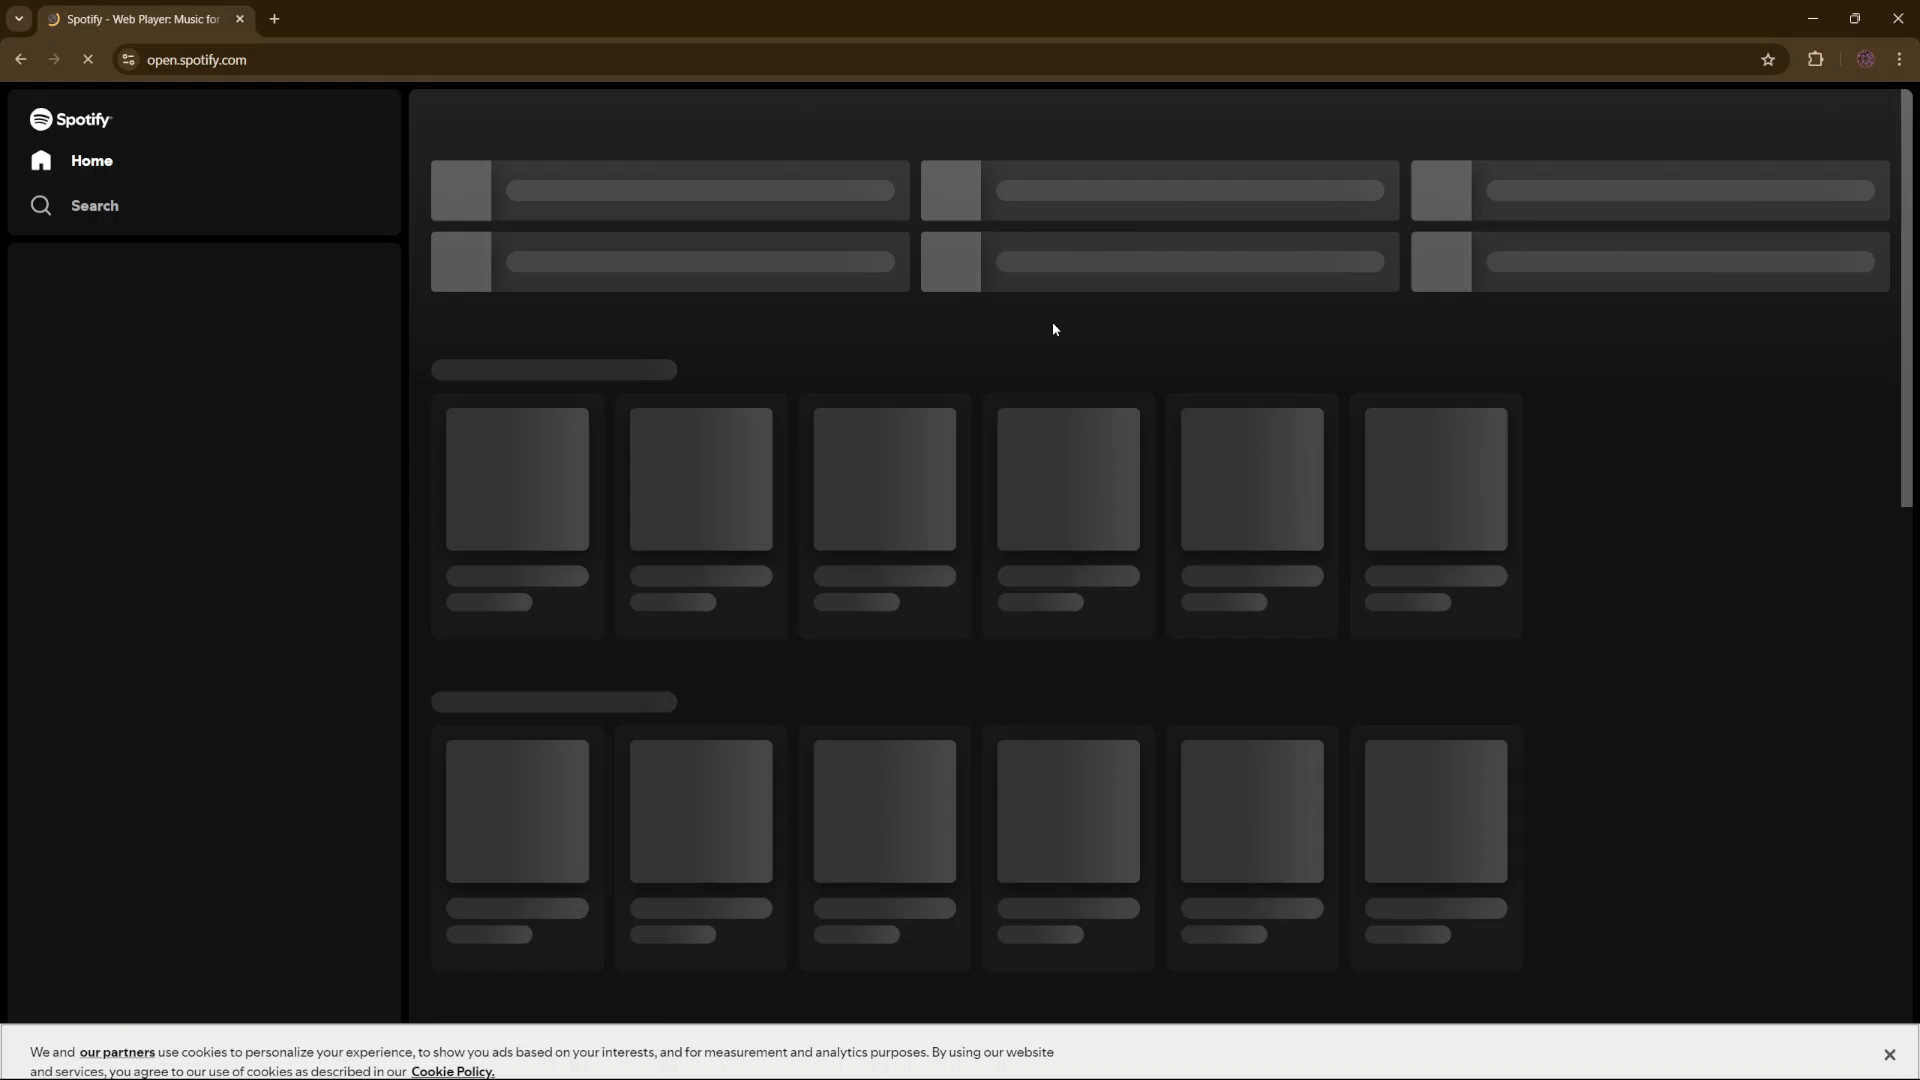 Spotify - Web Player: Music for
open.spotify.com
Spotify
Home
Search
We and our partners use cookies to personalize your experience, to show you ads based on your interests, and for measurement and analytics purposes. By using our website
and services, you agree to our use of cookies as described in our Cookie Policy.